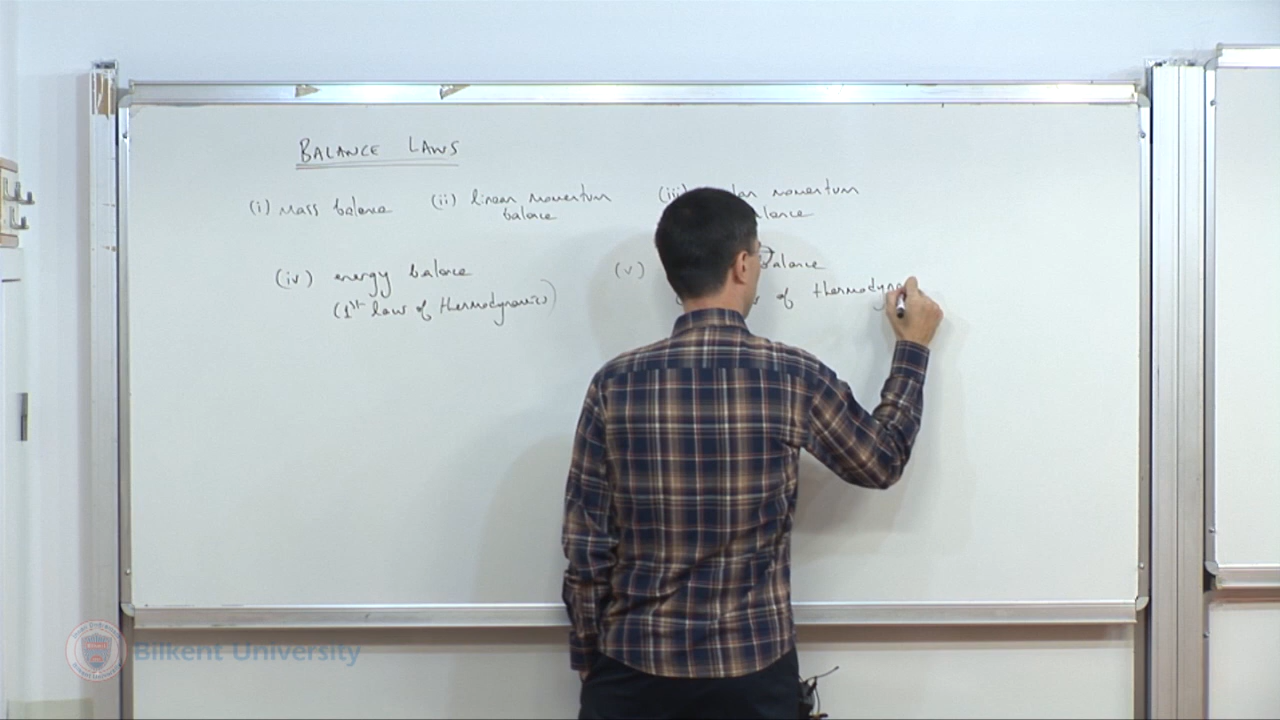 BALANCE LAWS
(i) mass balance (ii) linear momentum balance (iii) momentum
(iv) energy balance (v) balance
(1st law of thermodynamics) of
Bilkent University